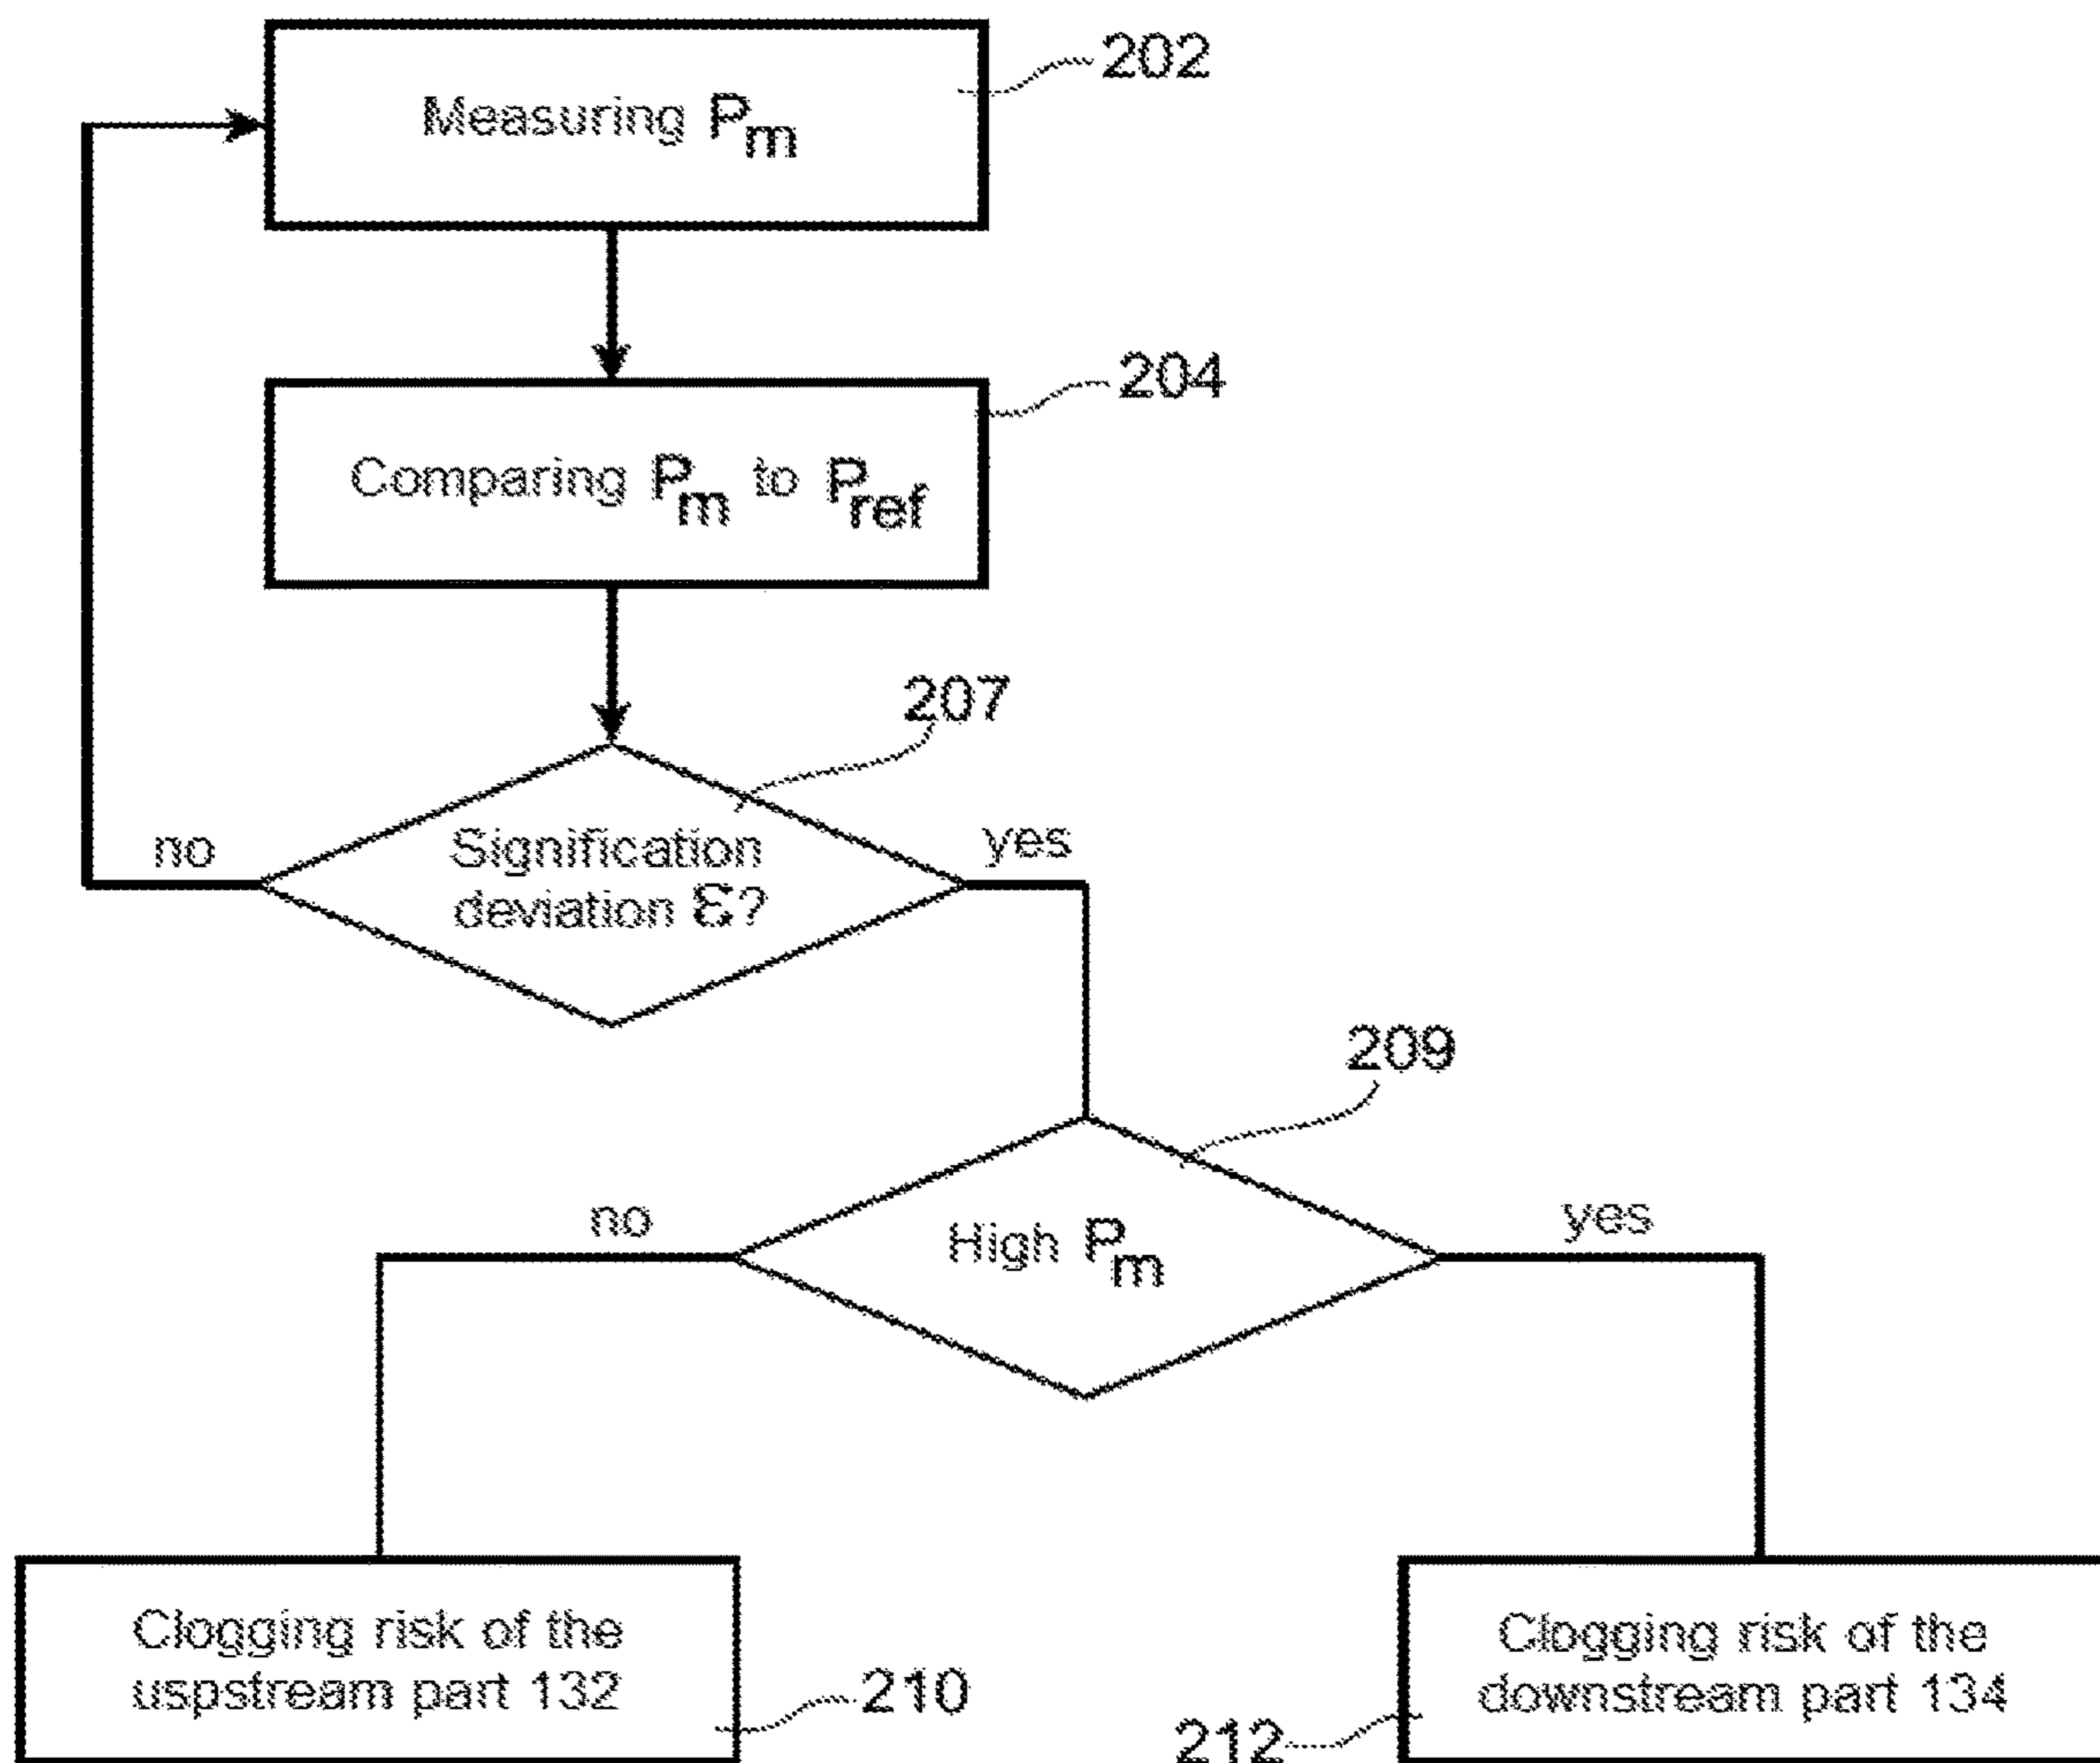 202
Measuring Pm
204
Comparing Pm to Pref
207
no
Signification
deviation ε?
yes
209
no
High Pm
yes
Clogging risk of the
uspstream part 132
210
Clogging risk of the
downstream part 134
212